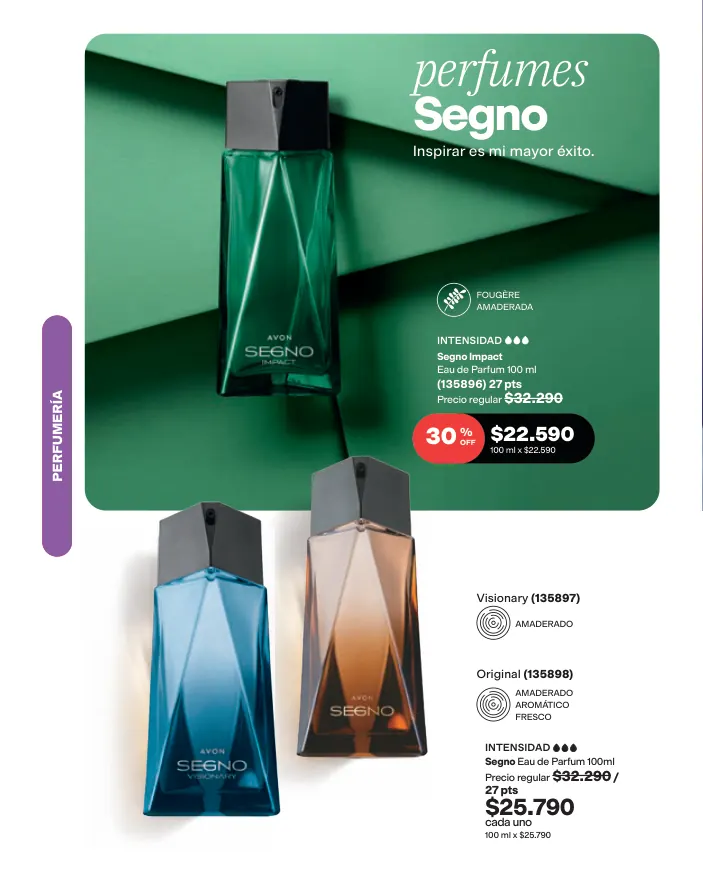 perfumes
Segno
Inspirar es mi mayor éxito.
FOUGÈRE
AMADERADA
INTENSIDAD
Segno Impact
Eau de Parfum 100 ml
(135896) 27 pts
Precio regular $32.290
30 % OFF
$22.590
100 ml x $22.590
AVON
SEGNO
IMPACT
PERFUMERÍA
AVON
SEGNO
AVON
SEGNO
VISIONARY
Visionary (135897)
AMADERADO
Original (135898)
AMADERADO
AROMÁTICO
FRESCO
INTENSIDAD
Segno Eau de Parfum 100ml
Precio regular $32.290 /
27 pts
$25.790
cada uno
100 ml x $25.790